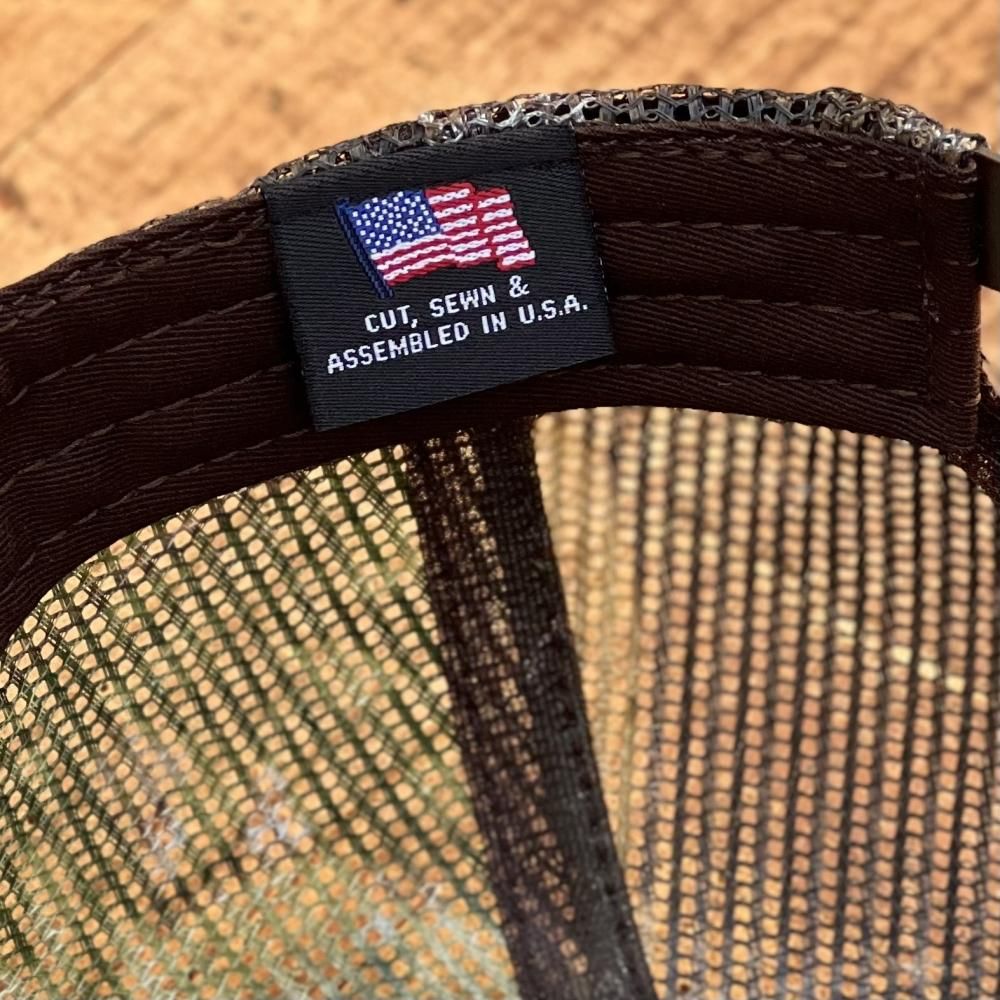 CUT, SEWN &
ASSEMBLED IN U.S.A.